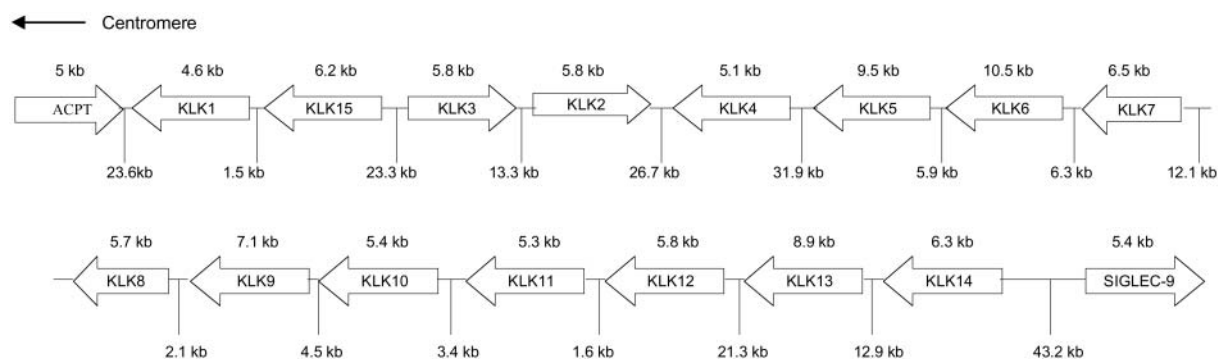 Centromere
5 kb 4.6 kb 6.2 kb 5.8 kb 5.8 kb 5.1 kb 9.5 kb 10.5 kb 6.5 kb
ACPT KLK1 KLK15 KLK3 KLK2 KLK4 KLK5 KLK6 KLK7
23.6kb 1.5 kb 23.3 kb 13.3 kb 26.7 kb 31.9 kb 5.9 kb 6.3 kb 12.1 kb
5.7 kb 7.1 kb 5.4 kb 5.3 kb 5.8 kb 8.9 kb 6.3 kb 5.4 kb
KLK8 KLK9 KLK10 KLK11 KLK12 KLK13 KLK14 SIGLEC-9
2.1 kb 4.5 kb 3.4 kb 1.6 kb 21.3 kb 12.9 kb 43.2 kb